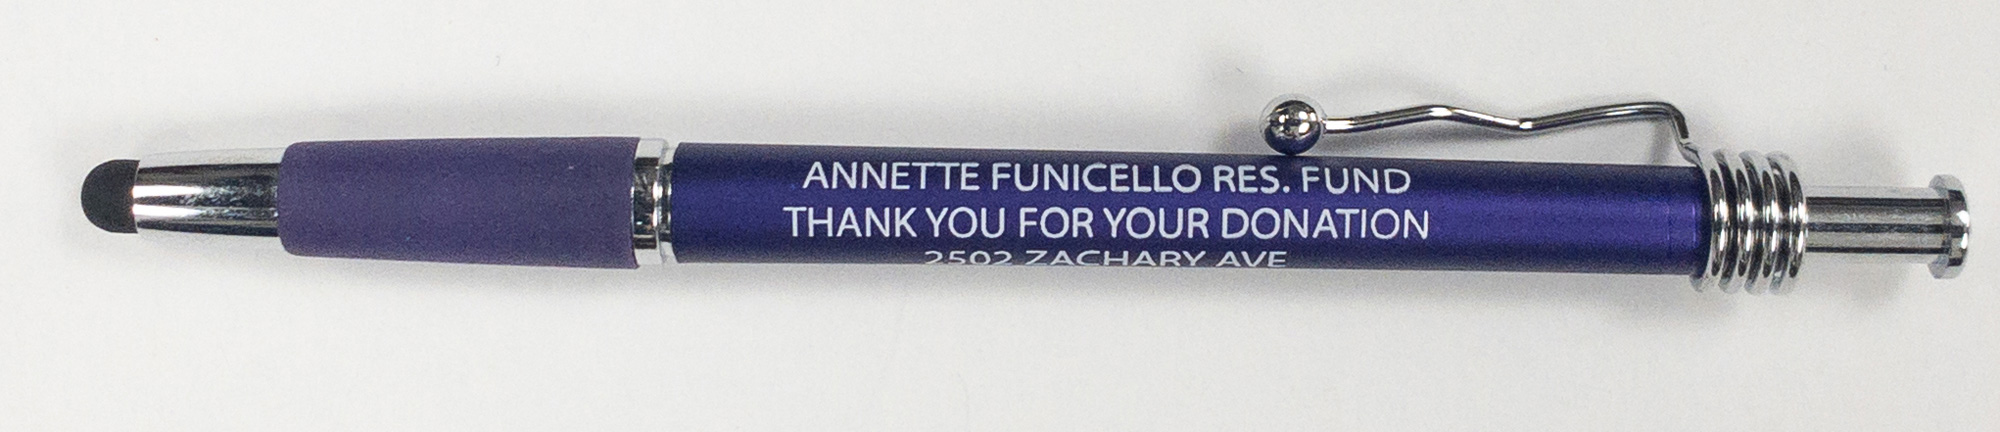 ANNETTE FUNICELLO RES. FUND
THANK YOU FOR YOUR DONATION
2502 ZACHARY AVE